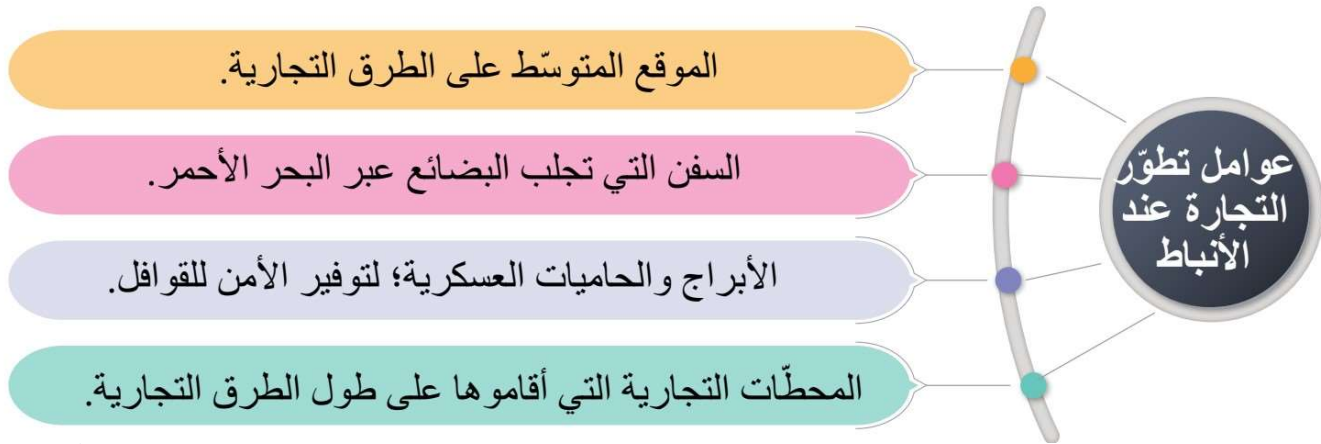 عوامل تطوّر
التجارة عند
الأنباط
الموقع المتوسّط على الطرق التجارية.
السفن التي تجلب البضائع عبر البحر الأحمر.
الأبراج والحاميات العسكرية؛ لتوفير الأمن للقوافل.
المحطّات التجارية التي أقاموها على طول الطرق التجارية.